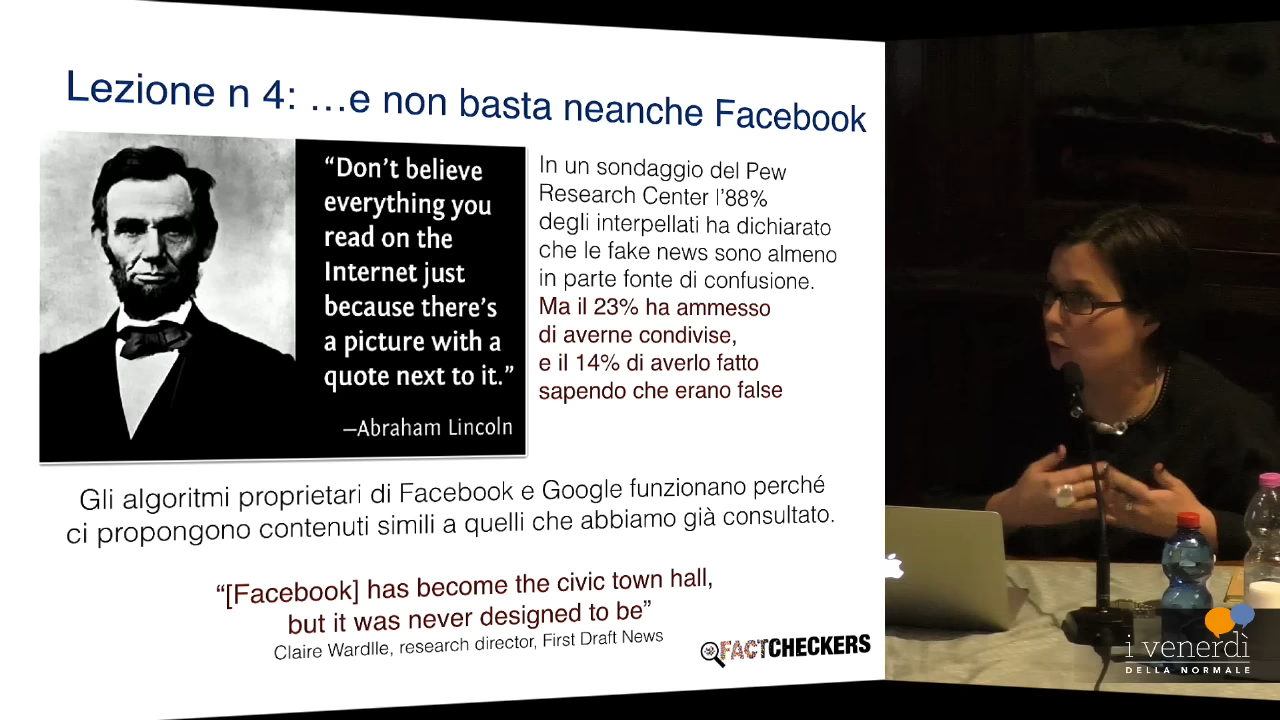 Lezione n 4: …e non basta neanche Facebook
“Don’t believe
everything you
read on the
Internet just
because there’s
a picture with a
quote next to it.”
—Abraham Lincoln
In un sondaggio del Pew
Research Center l’88%
degli interpellati ha dichiarato
che le fake news sono almeno
in parte fonte di confusione.
Ma il 23% ha ammesso
di averne condivise,
e il 14% di averlo fatto
sapendo che erano false
Gli algoritmi proprietari di Facebook e Google funzionano perché
ci propongono contenuti simili a quelli che abbiamo già consultato.
“[Facebook] has become the civic town hall,
but it was never designed to be”
Claire Wardlle, research director, First Draft News
FACTCHECKERS
i venerdì
DELLA NORMALE